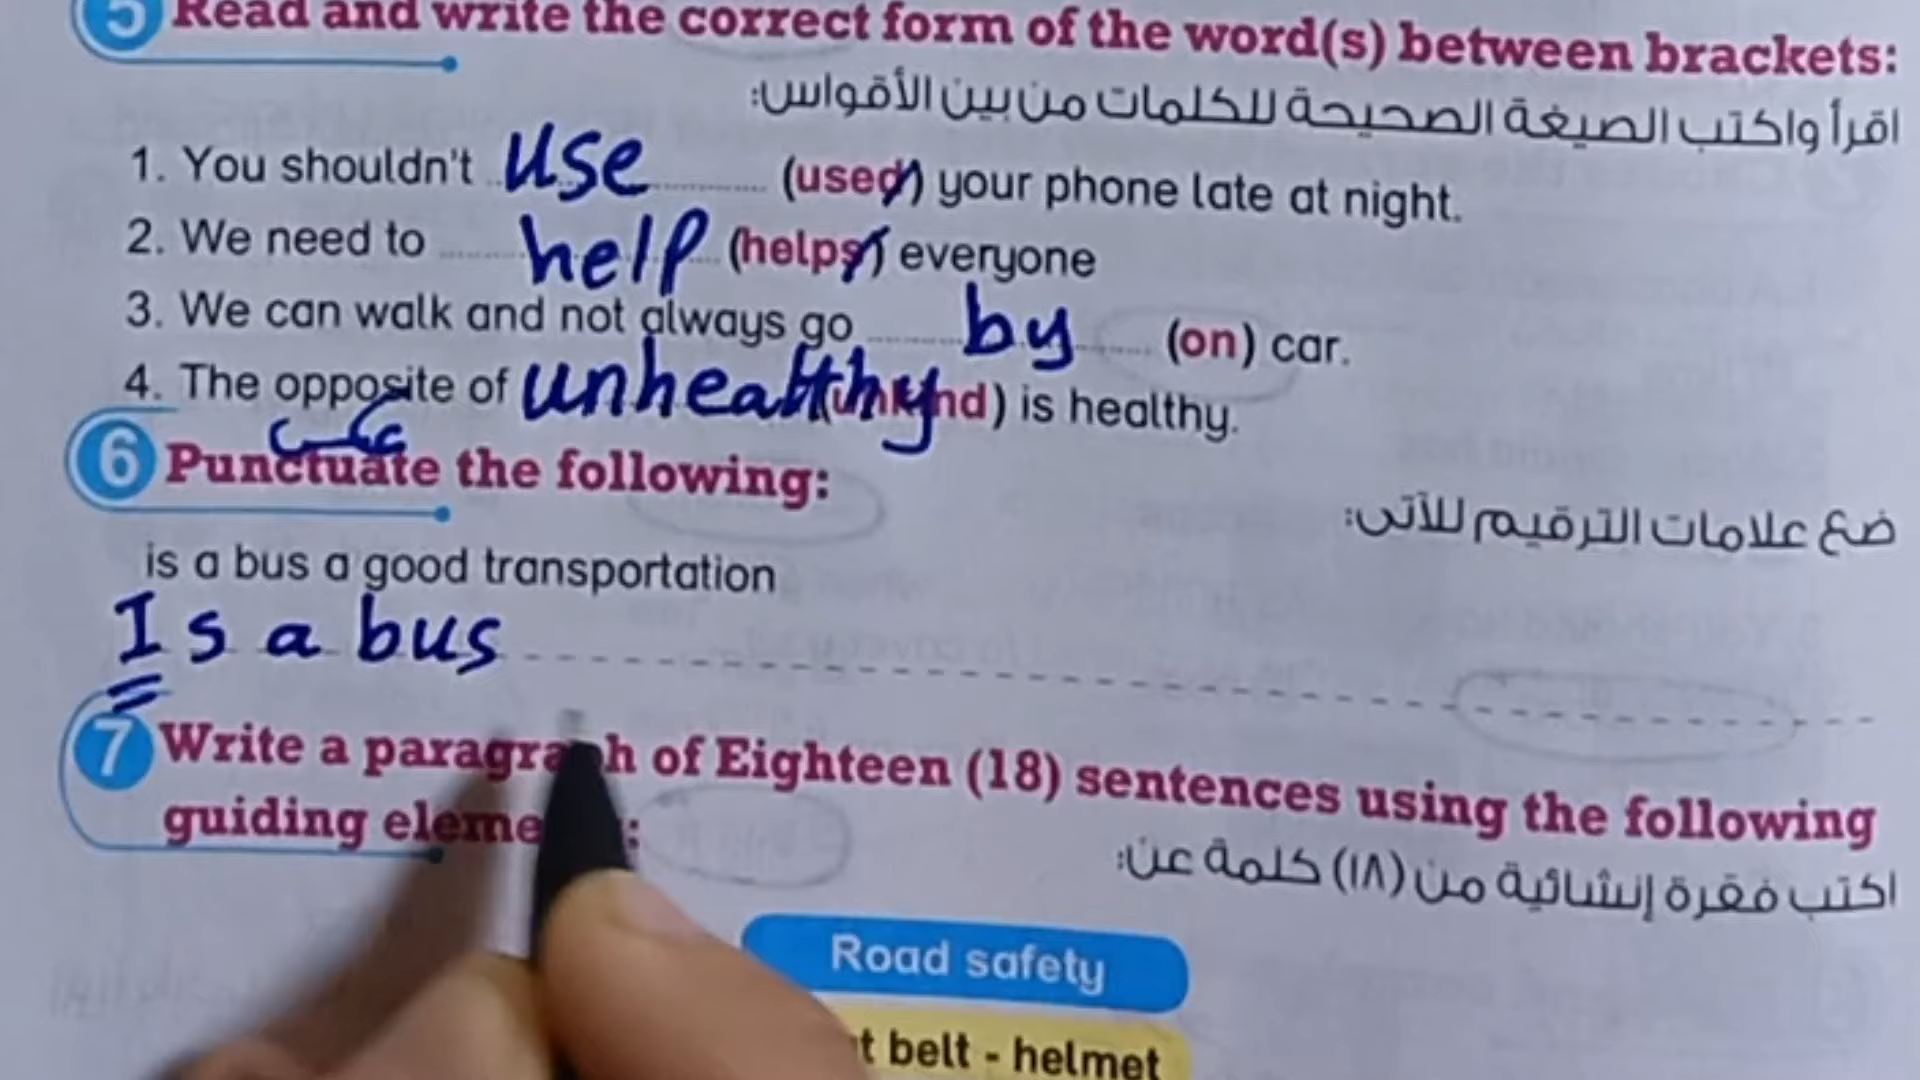 5 Read and write the correct form of the word(s) between brackets:
اقرأ واكتب الصيغة الصحيحة للكلمات من بين الأقواس:
1. You shouldn't use (used) your phone late at night.
2. We need to help (helps) everyone
3. We can walk and not always go by (on) car.
4. The opposite of unhealthy (unkind) is healthy.
عكس
6 Punctuate the following:
ضع علامات الترقيم للآتى:
is a bus a good transportation
Is a bus
7 Write a paragraph of Eighteen (18) sentences using the following
guiding :
اكتب فقرة إنشائية من (١٨) كلمة عن:
Road safety
belt - helmet